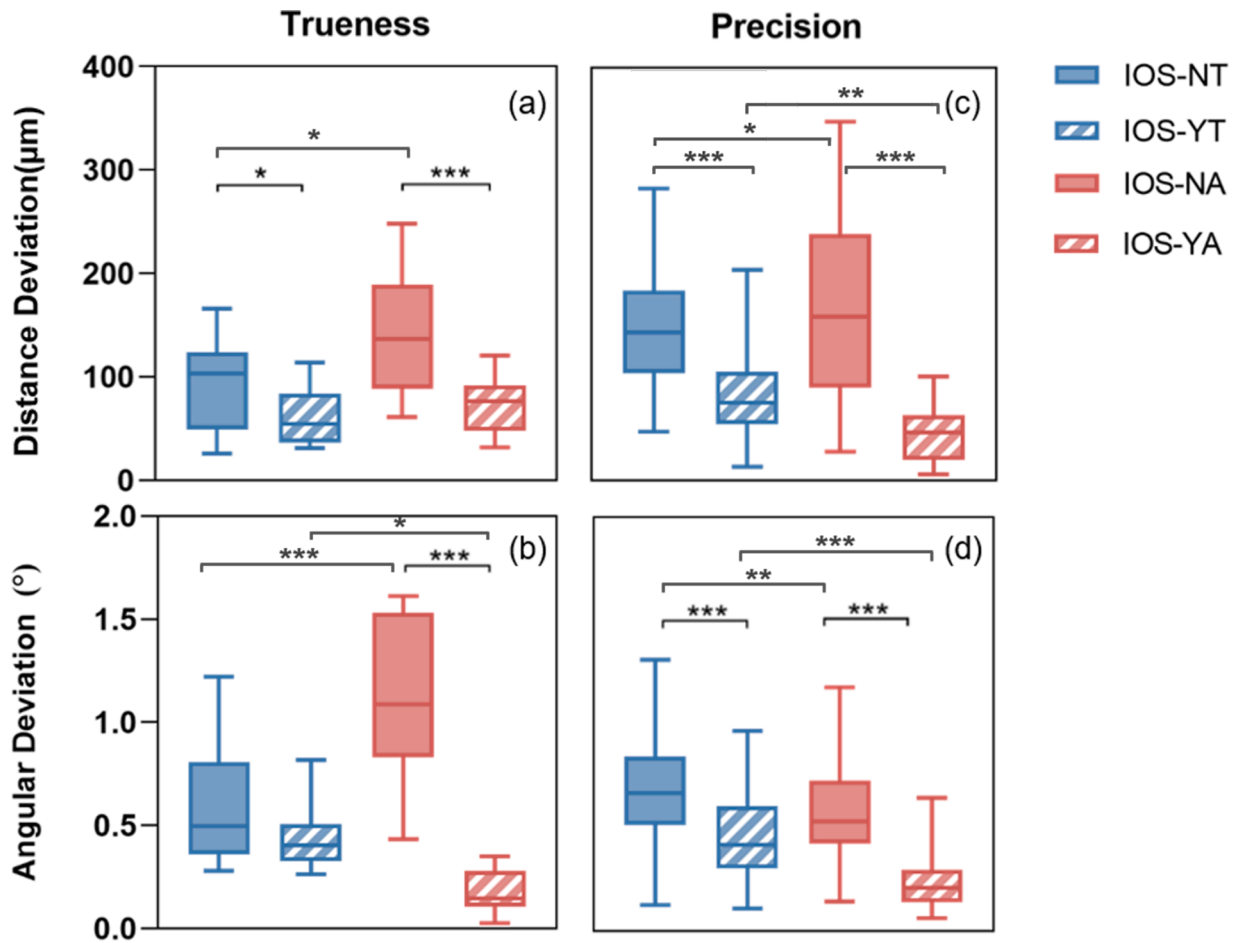 Trueness
Precision
Distance Deviation(μm)
400
300
200
100
0
(a)
*
*
***
(c)
**
*
***
***
IOS-NT
IOS-YT
IOS-NA
IOS-YA
Angular Deviation (°)
2.0
1.5
1.0
0.5
0.0
(b)
*
***
***
(d)
***
**
***
***